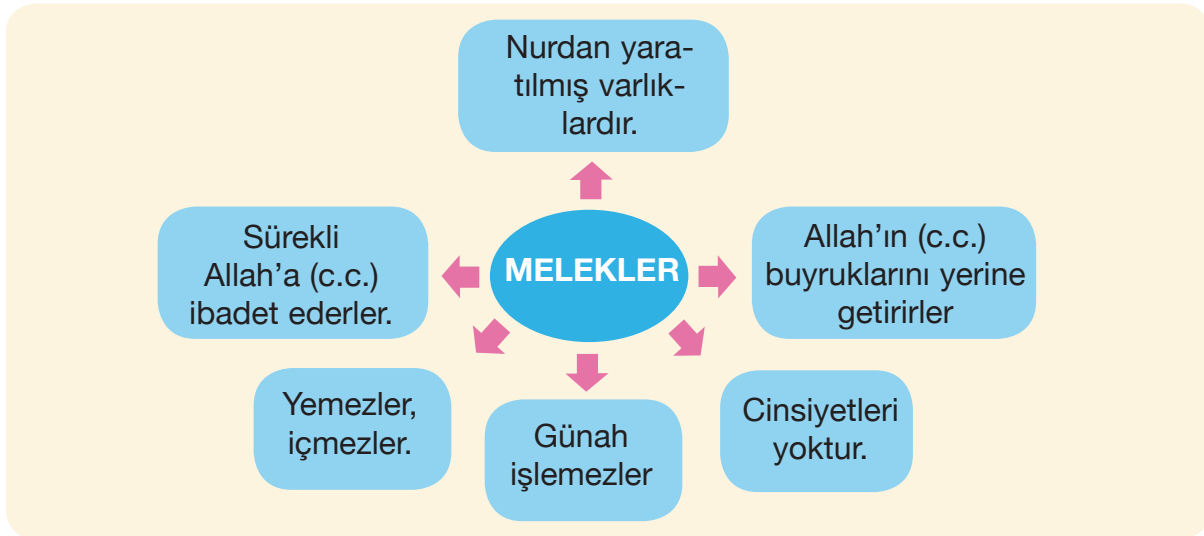 Nurdan yara-
tılmış varlık-
lardır.
Sürekli
Allah’a (c.c.)
ibadet ederler.
MELEKLER
Allah’ın (c.c.)
buyruklarını yerine
getirirler
Yemezler,
içmezler.
Günah
işlemezler
Cinsiyetleri
yoktur.